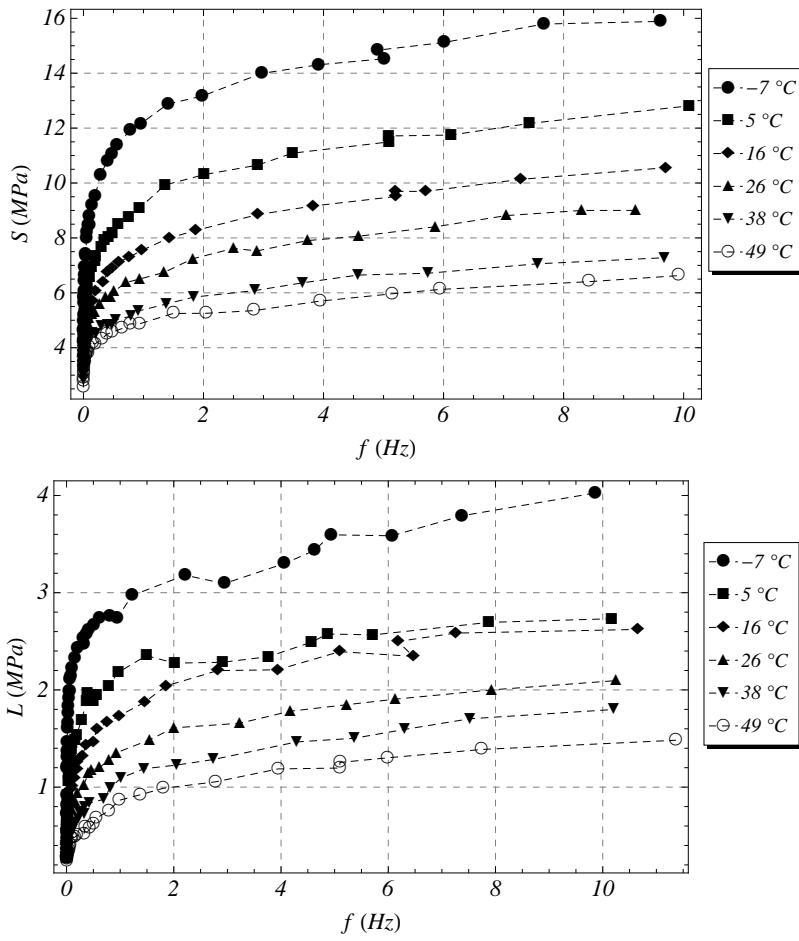 16
14
12
10
8
6
4
S (MPa)
0 2 4 6 8 10
f (Hz)
-7 °C
5 °C
16 °C
26 °C
38 °C
49 °C
4
3
2
1
L (MPa)
0 2 4 6 8 10
f (Hz)
-7 °C
5 °C
16 °C
26 °C
38 °C
49 °C